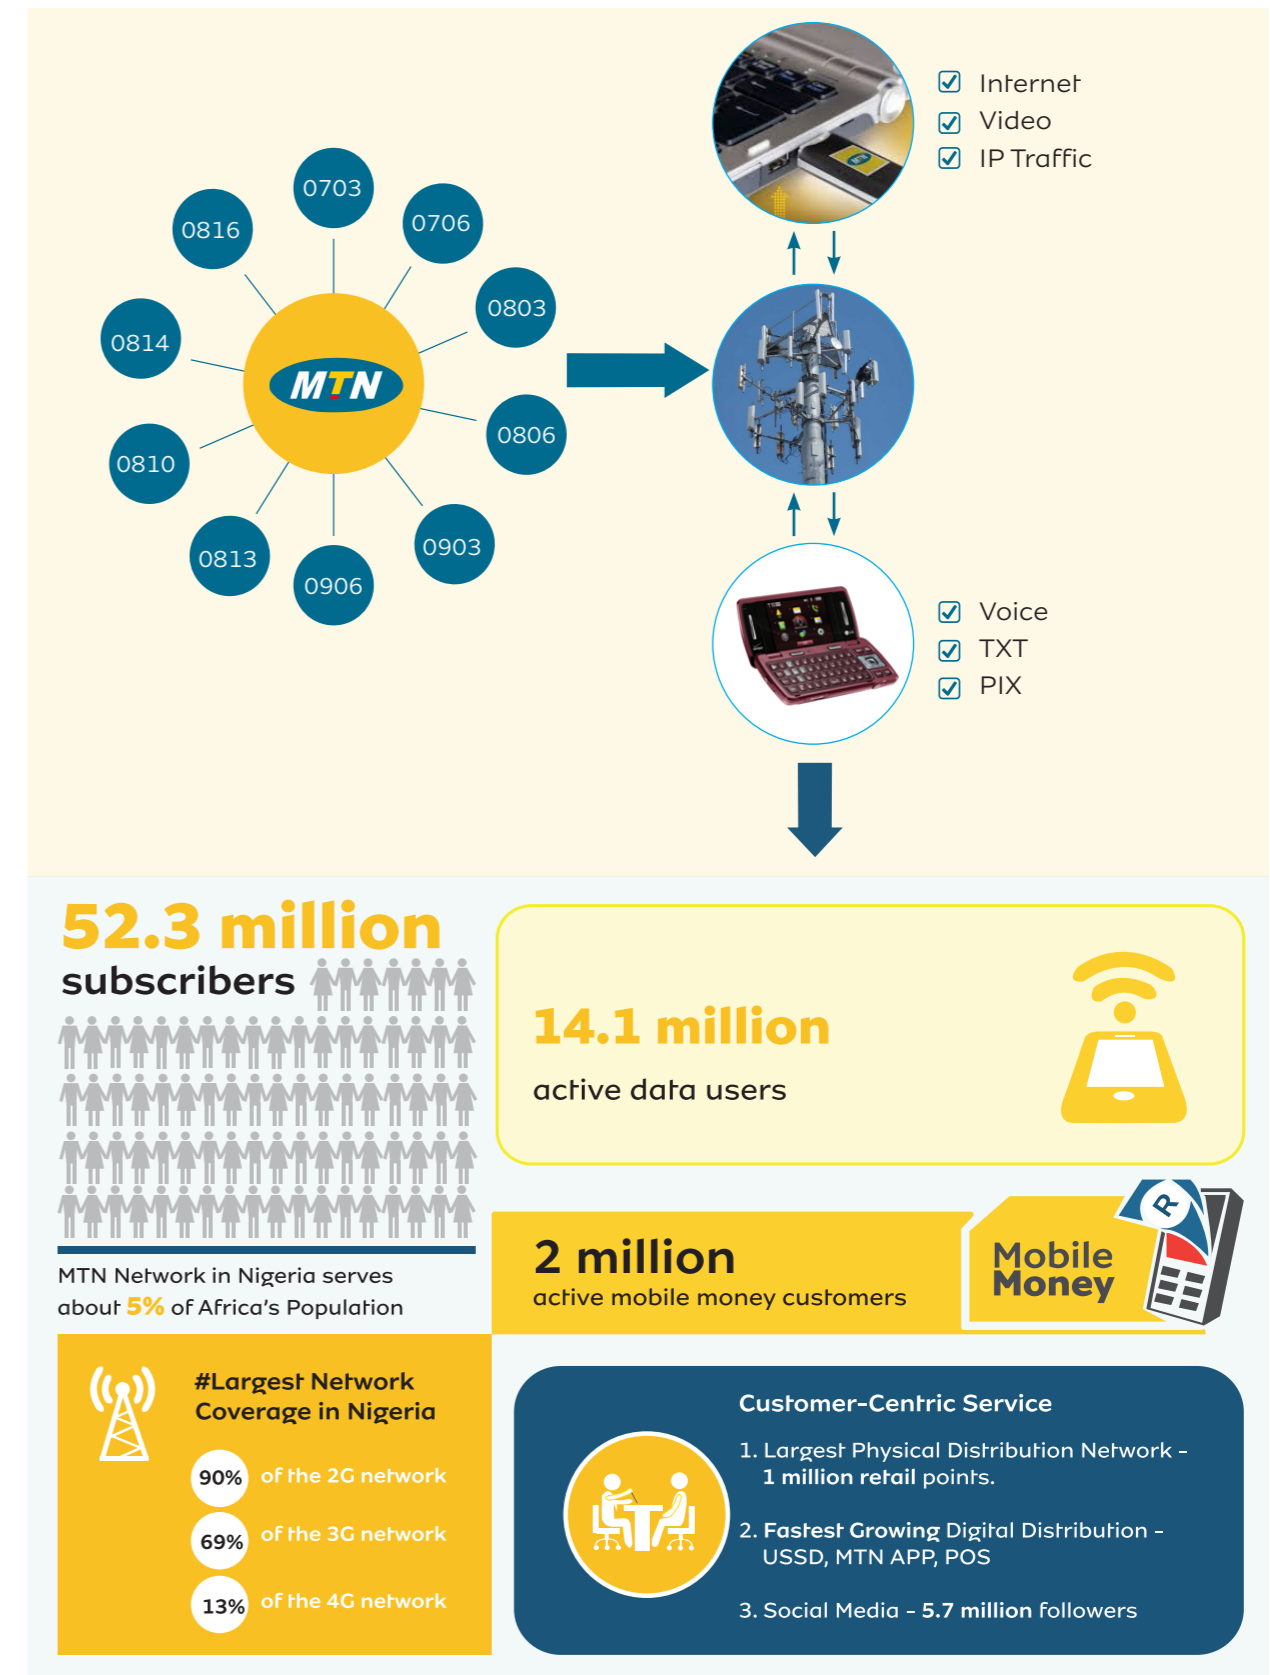 Internet
Video
IP Traffic
0703
0816
0706
0803
0814
MTN
0806
0810
0903
0813
0906
MTN
Voice
TXT
PIX
52.3 million
subscribers
14.1 million
active data users
MTN Network in Nigeria serves
about 5% of Africa's Population
2 million
active mobile money customers
Mobile
Money
R
#Largest Network
Coverage in Nigeria
90% of the 2G network
69% of the 3G network
13% of the 4G network
Customer-Centric Service
1. Largest Physical Distribution Network -
1 million retail points.
2. Fastest Growing Digital Distribution -
USSD, MTN APP, POS
3. Social Media - 5.7 million followers